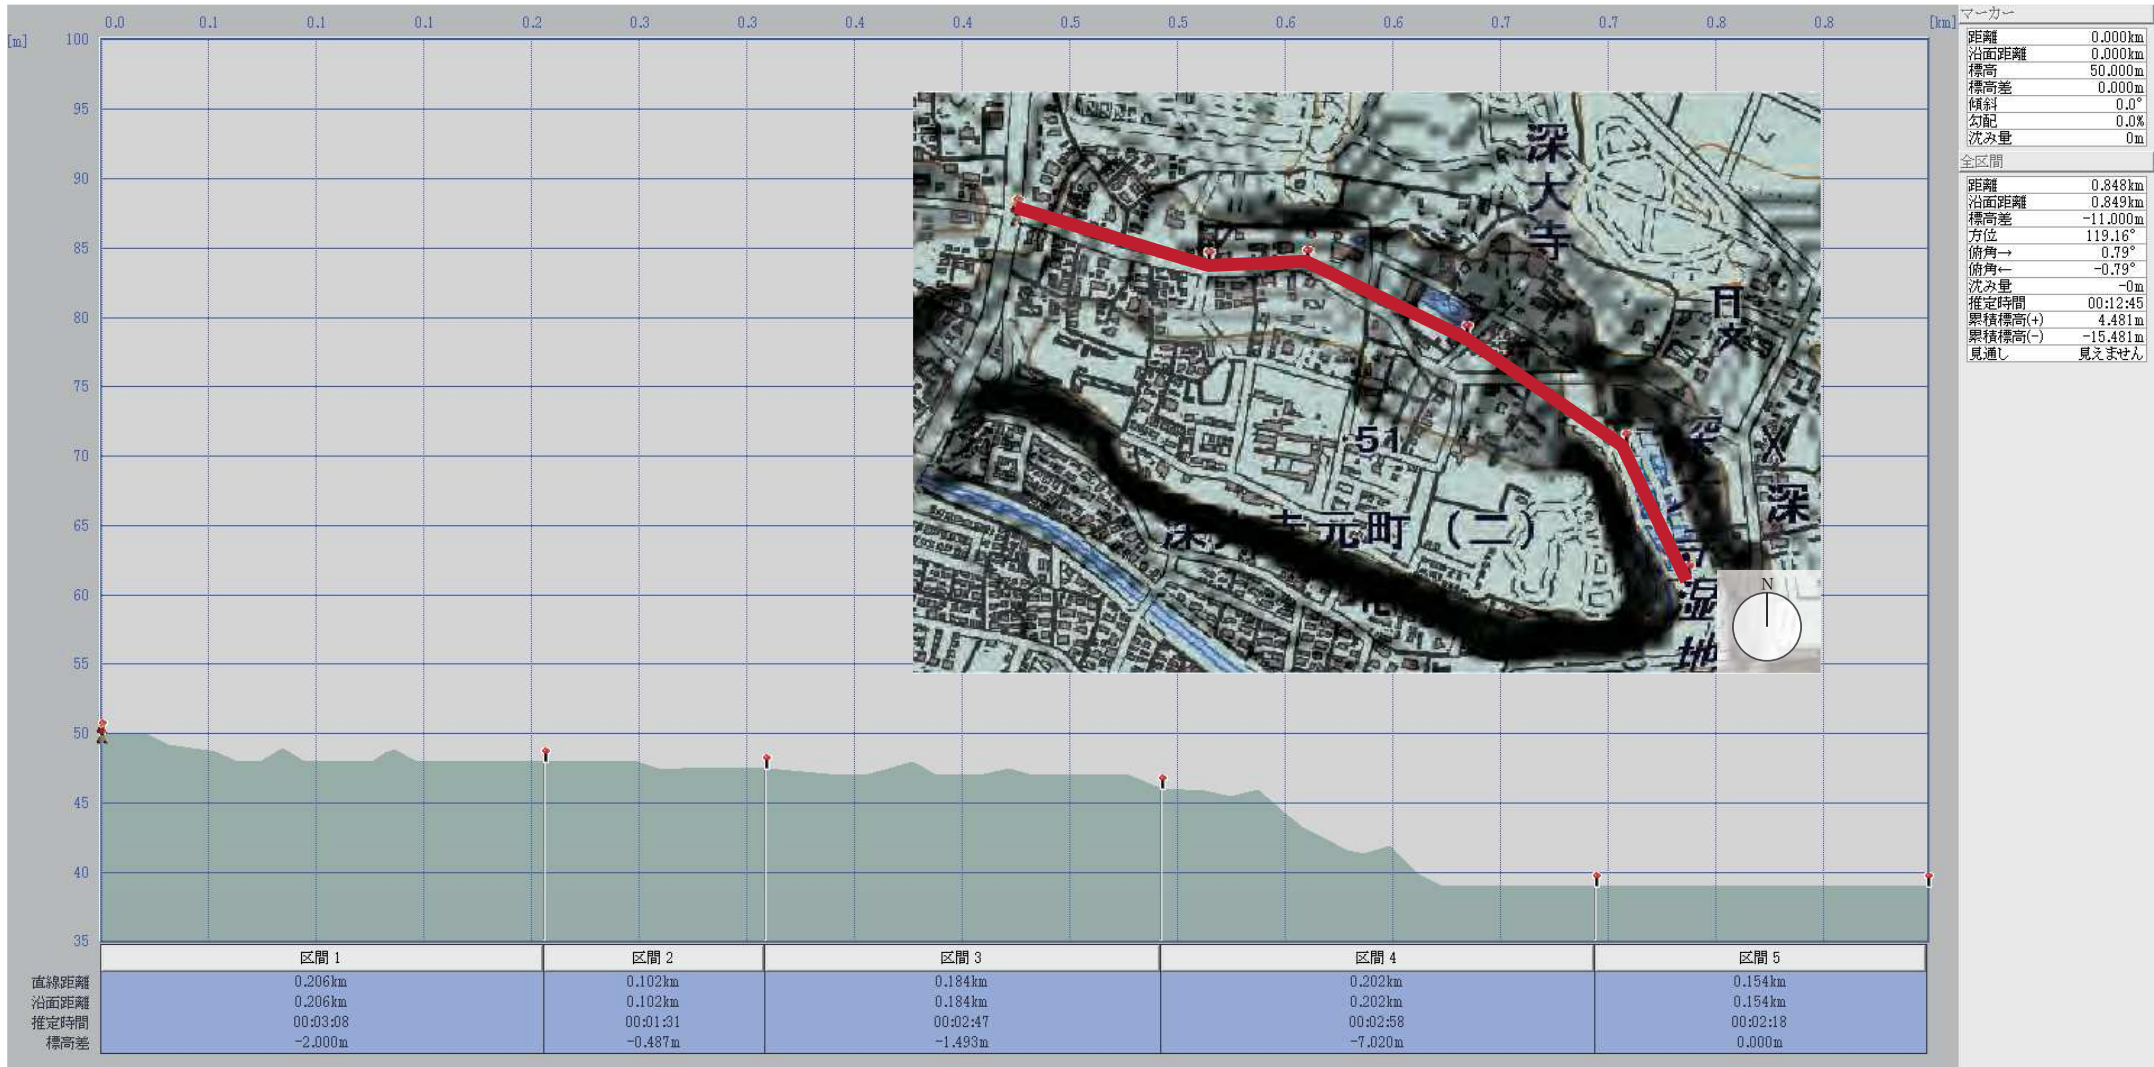 0.0 0.1 0.1 0.1 0.2 0.3 0.3 0.4 0.4 0.5 0.5 0.6 0.6 0.7 0.7 0.8 0.8 [km]
[m]
100
95
90
85
80
75
70
65
60
55
50
45
40
35
深大寺
51
元町(二)
深
湿地
N
区間 1 区間 2 区間 3 区間 4 区間 5
直線距離 0.206km 0.102km 0.184km 0.202km 0.154km
沿面距離 0.206km 0.102km 0.184km 0.202km 0.154km
推定時間 00:03:08 00:01:31 00:02:47 00:02:58 00:02:18
標高差 -2.000m -0.487m -1.493m -7.020m 0.000m
マーカー
距離 0.000km
沿面距離 0.000km
標高 50.000m
標高差 0.000m
傾斜 0.0°
勾配 0.0%
沈み量 0m
全区間
距離 0.848km
沿面距離 0.849km
標高差 -11.000m
方位 119.16°
俯角→ 0.79°
俯角← -0.79°
沈み量 -0m
推定時間 00:12:45
累積標高(+) 4.481m
累積標高(-) -15.481m
見通し 見えません